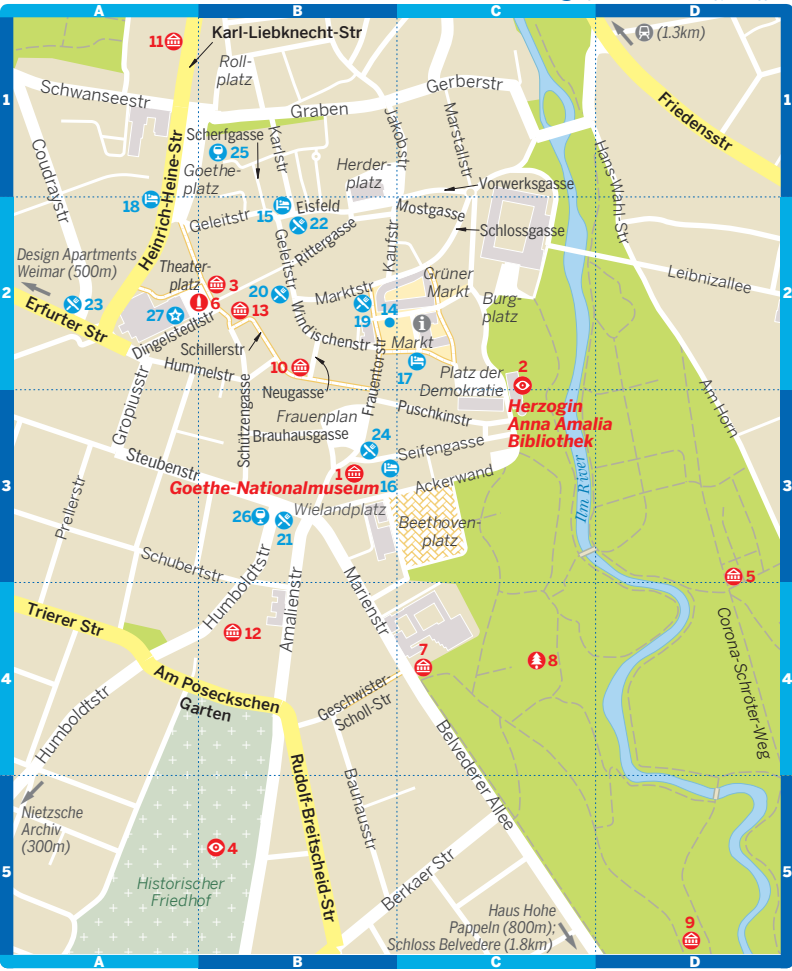 A
B
C
D
11
Karl-Liebknecht-Str
(1.3km)
Roll-
platz
1
Schwanseestr
Gerberstr
1
Graben
Friedensstr
Jakobstr
Marstallstr
Scherfgasse
Karlstr
25
Coudraystr
Heinrich-Heine-Str
Goethe-
platz
Herder-
platz
Hans-Wahl-Str
Vorwerksgasse
18
15
Eisfeld
Mostgasse
Geleitstr
22
Schlossgasse
Rittergasse
Kaufstr
Design Apartments
Weimar (500m)
Theater-
platz
Geleitstr
Grüner
Markt
Leibnizallee
3
2
23
6
20
Marktstr
Burg-
platz
2
Erfurter Str
27
13
19
14
Windischenstr
Dingelstedtstr
Schillerstr
Markt
Hummelstr
10
17
Platz der
Demokratie
2
Neugasse
Frauentorstr
Am Horn
Gropiusstr
Schützengasse
Frauenplan
Puschkinstr
Herzogin
Anna Amalia
Bibliothek
Brauhausgasse
24
Steubenstr
Seifengasse
1
Goethe-Nationalmuseum
16
Ackerwand
3
3
Prellerstr
Ilm River
26
21
Wielandplatz
Beethoven-
platz
Schubertstr
Humboldtstr
Amalienstr
Marienstr
5
Trierer Str
12
7
8
Corona-Schröter-Weg
4
4
Am Poseckschen
Garten
Geschwister-
Scholl-Str
Humboldtstr
Belvederer Allee
Rudolf-Breitscheid-Str
Bauhausstr
Nietzsche
Archiv
(300m)
4
5
5
Berkaer Str
Historischer
Friedhof
Haus Hohe
Pappeln (800m);
Schloss Belvedere (1.8km)
9
A
B
C
D